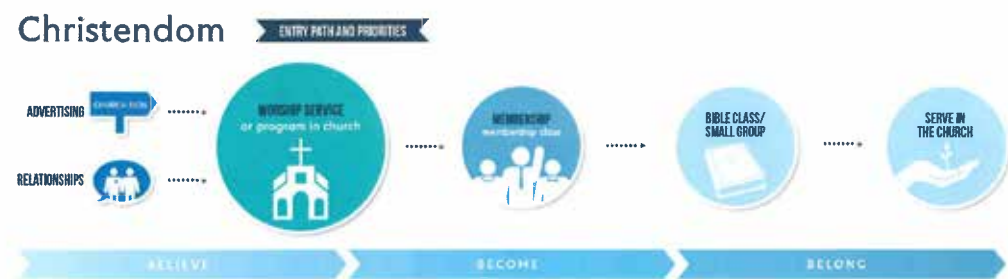 Christendom
ENTRY PATH AND PRIORITIES
ADVERTISING
RELATIONSHIPS
WORSHIP SERVICE
or program in church
MEMBERSHIP
membership class
BIBLE CLASS/
SMALL GROUP
SERVE IN
THE CHURCH
BELIEVE
BECOME
BELONG